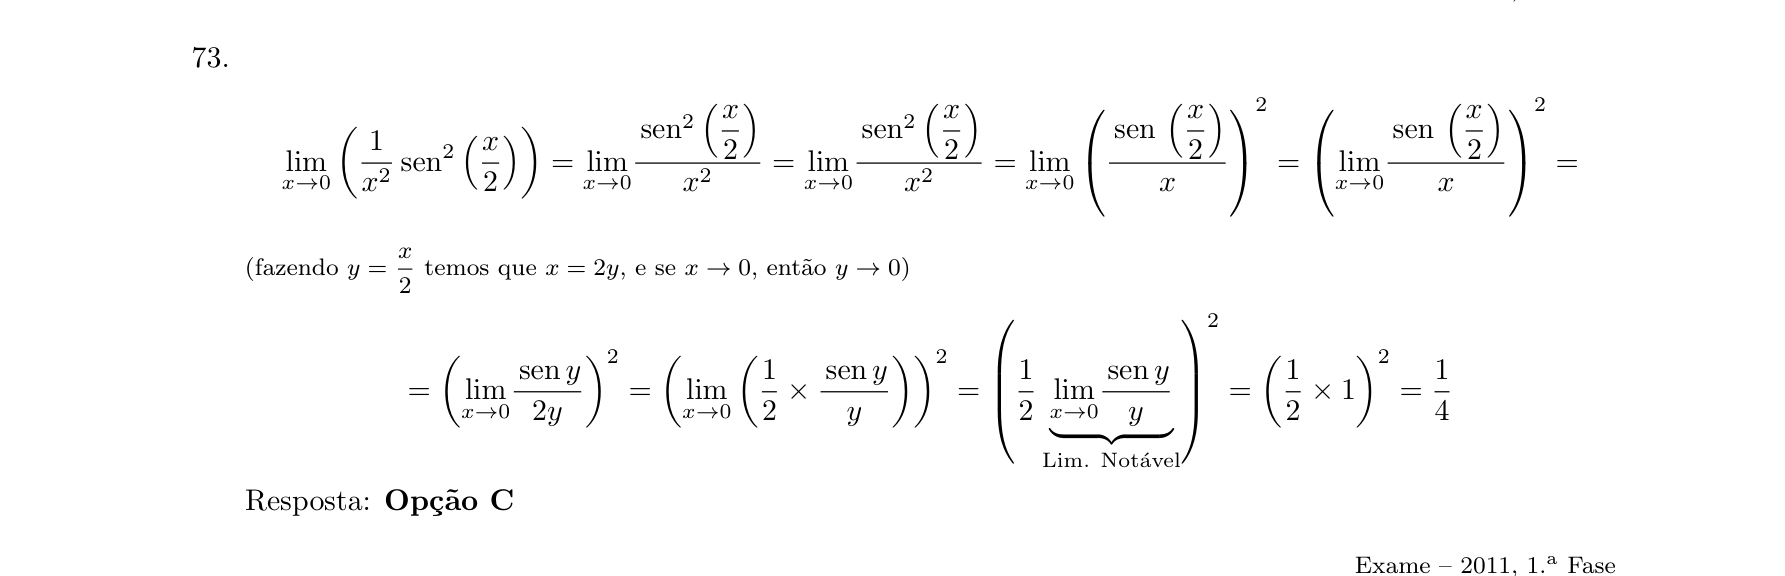 73.
lim x→0 (1/x² sen² (x/2)) = lim x→0 sen² (x/2)/x² = lim x→0 sen² (x/2)/x² = lim x→0 (sen (x/2)/x)² = (lim x→0 sen (x/2)/x)² =
(fazendo y = x/2 temos que x = 2y, e se x → 0, então y → 0)
= (lim x→0 sen y/2y)² = (lim x→0 (1/2 × sen y/y))² = (1/2 lim x→0 sen y/y)² = (1/2 × 1)² = 1/4
Lim. Notável
Resposta: Opção C
Exame – 2011, 1.ª Fase